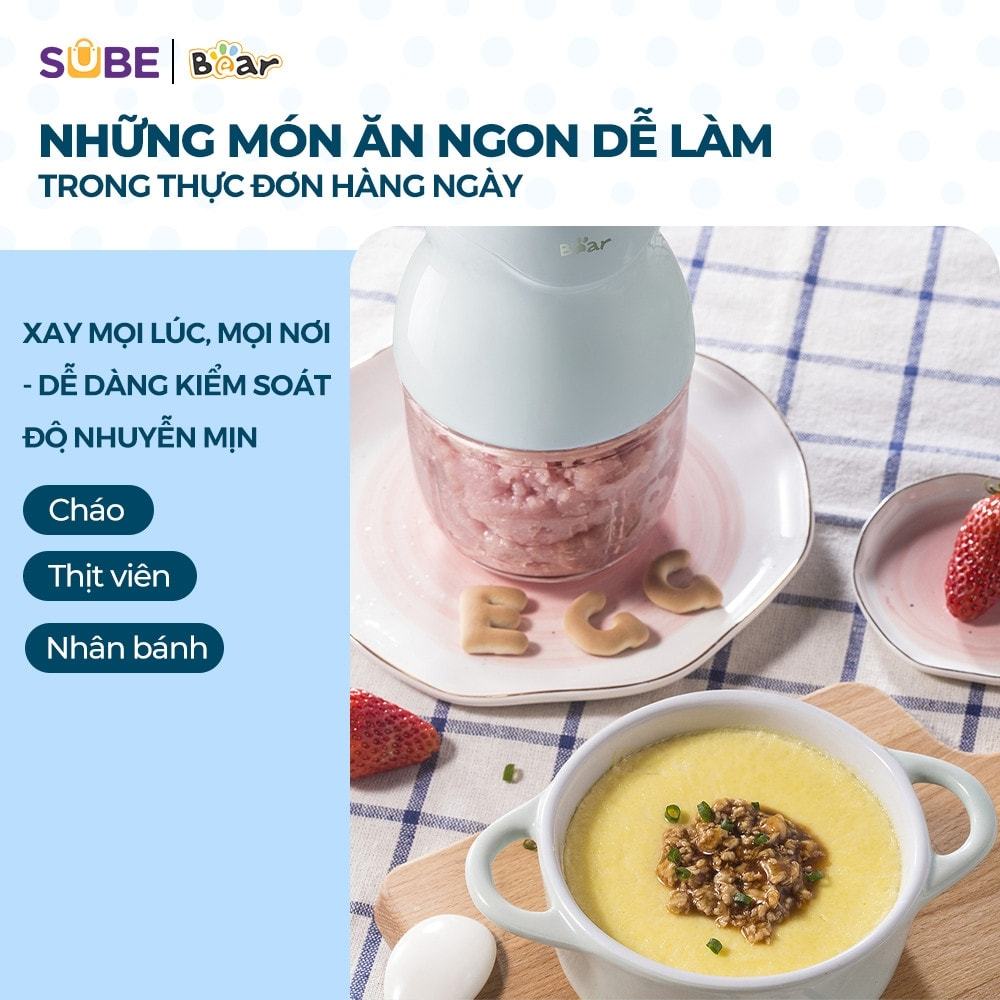 SUBE | Bear
NHỮNG MÓN ĂN NGON DỄ LÀM
TRONG THỰC ĐƠN HÀNG NGÀY
Bear
XAY MỌI LÚC, MỌI NƠI
- DỄ DÀNG KIỂM SOÁT
ĐỘ NHUYỄN MỊN
Cháo
Thịt viên
Nhân bánh
EGG